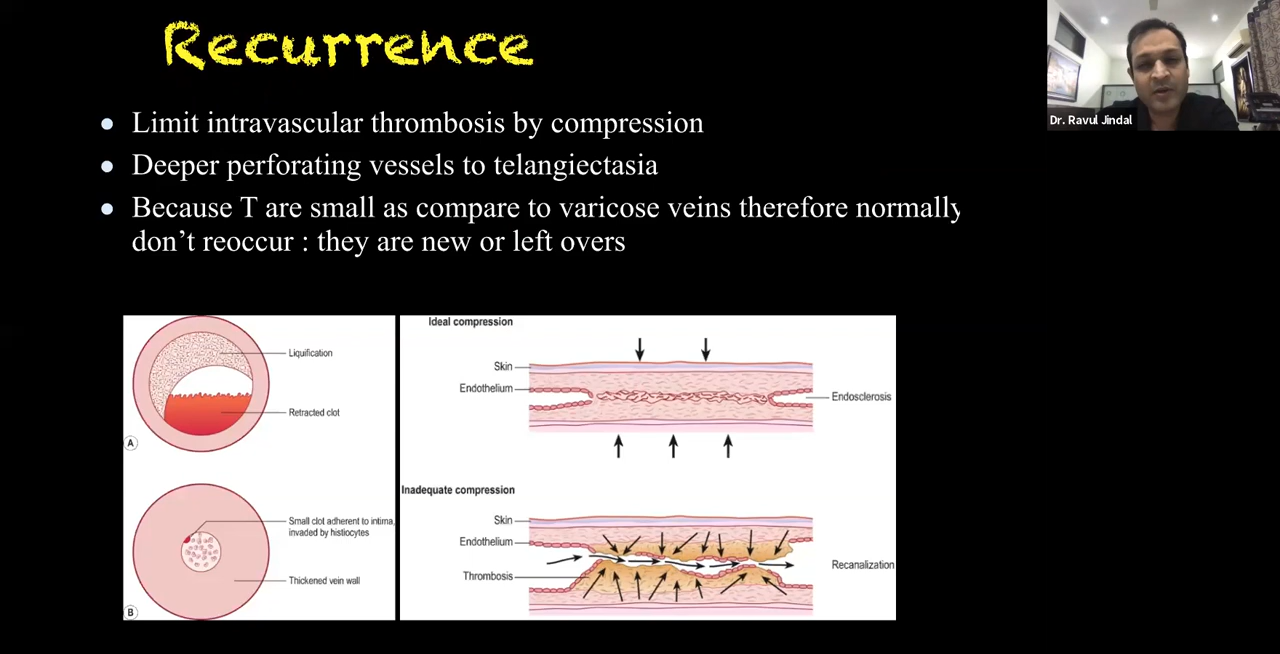 Recurrence
Dr. Ravul Jindal
• Limit intravascular thrombosis by compression
• Deeper perforating vessels to telangiectasia
• Because T are small as compare to varicose veins therefore normally
don’t reoccur : they are new or left overs
Liquification
Retracted clot
A
Small clot adherent to intima,
invaded by histiocytes
Thickened vein wall
B
Ideal compression
Skin
Endothelium
Endosclerosis
Inadequate compression
Skin
Endothelium
Recanalization
Thrombosis